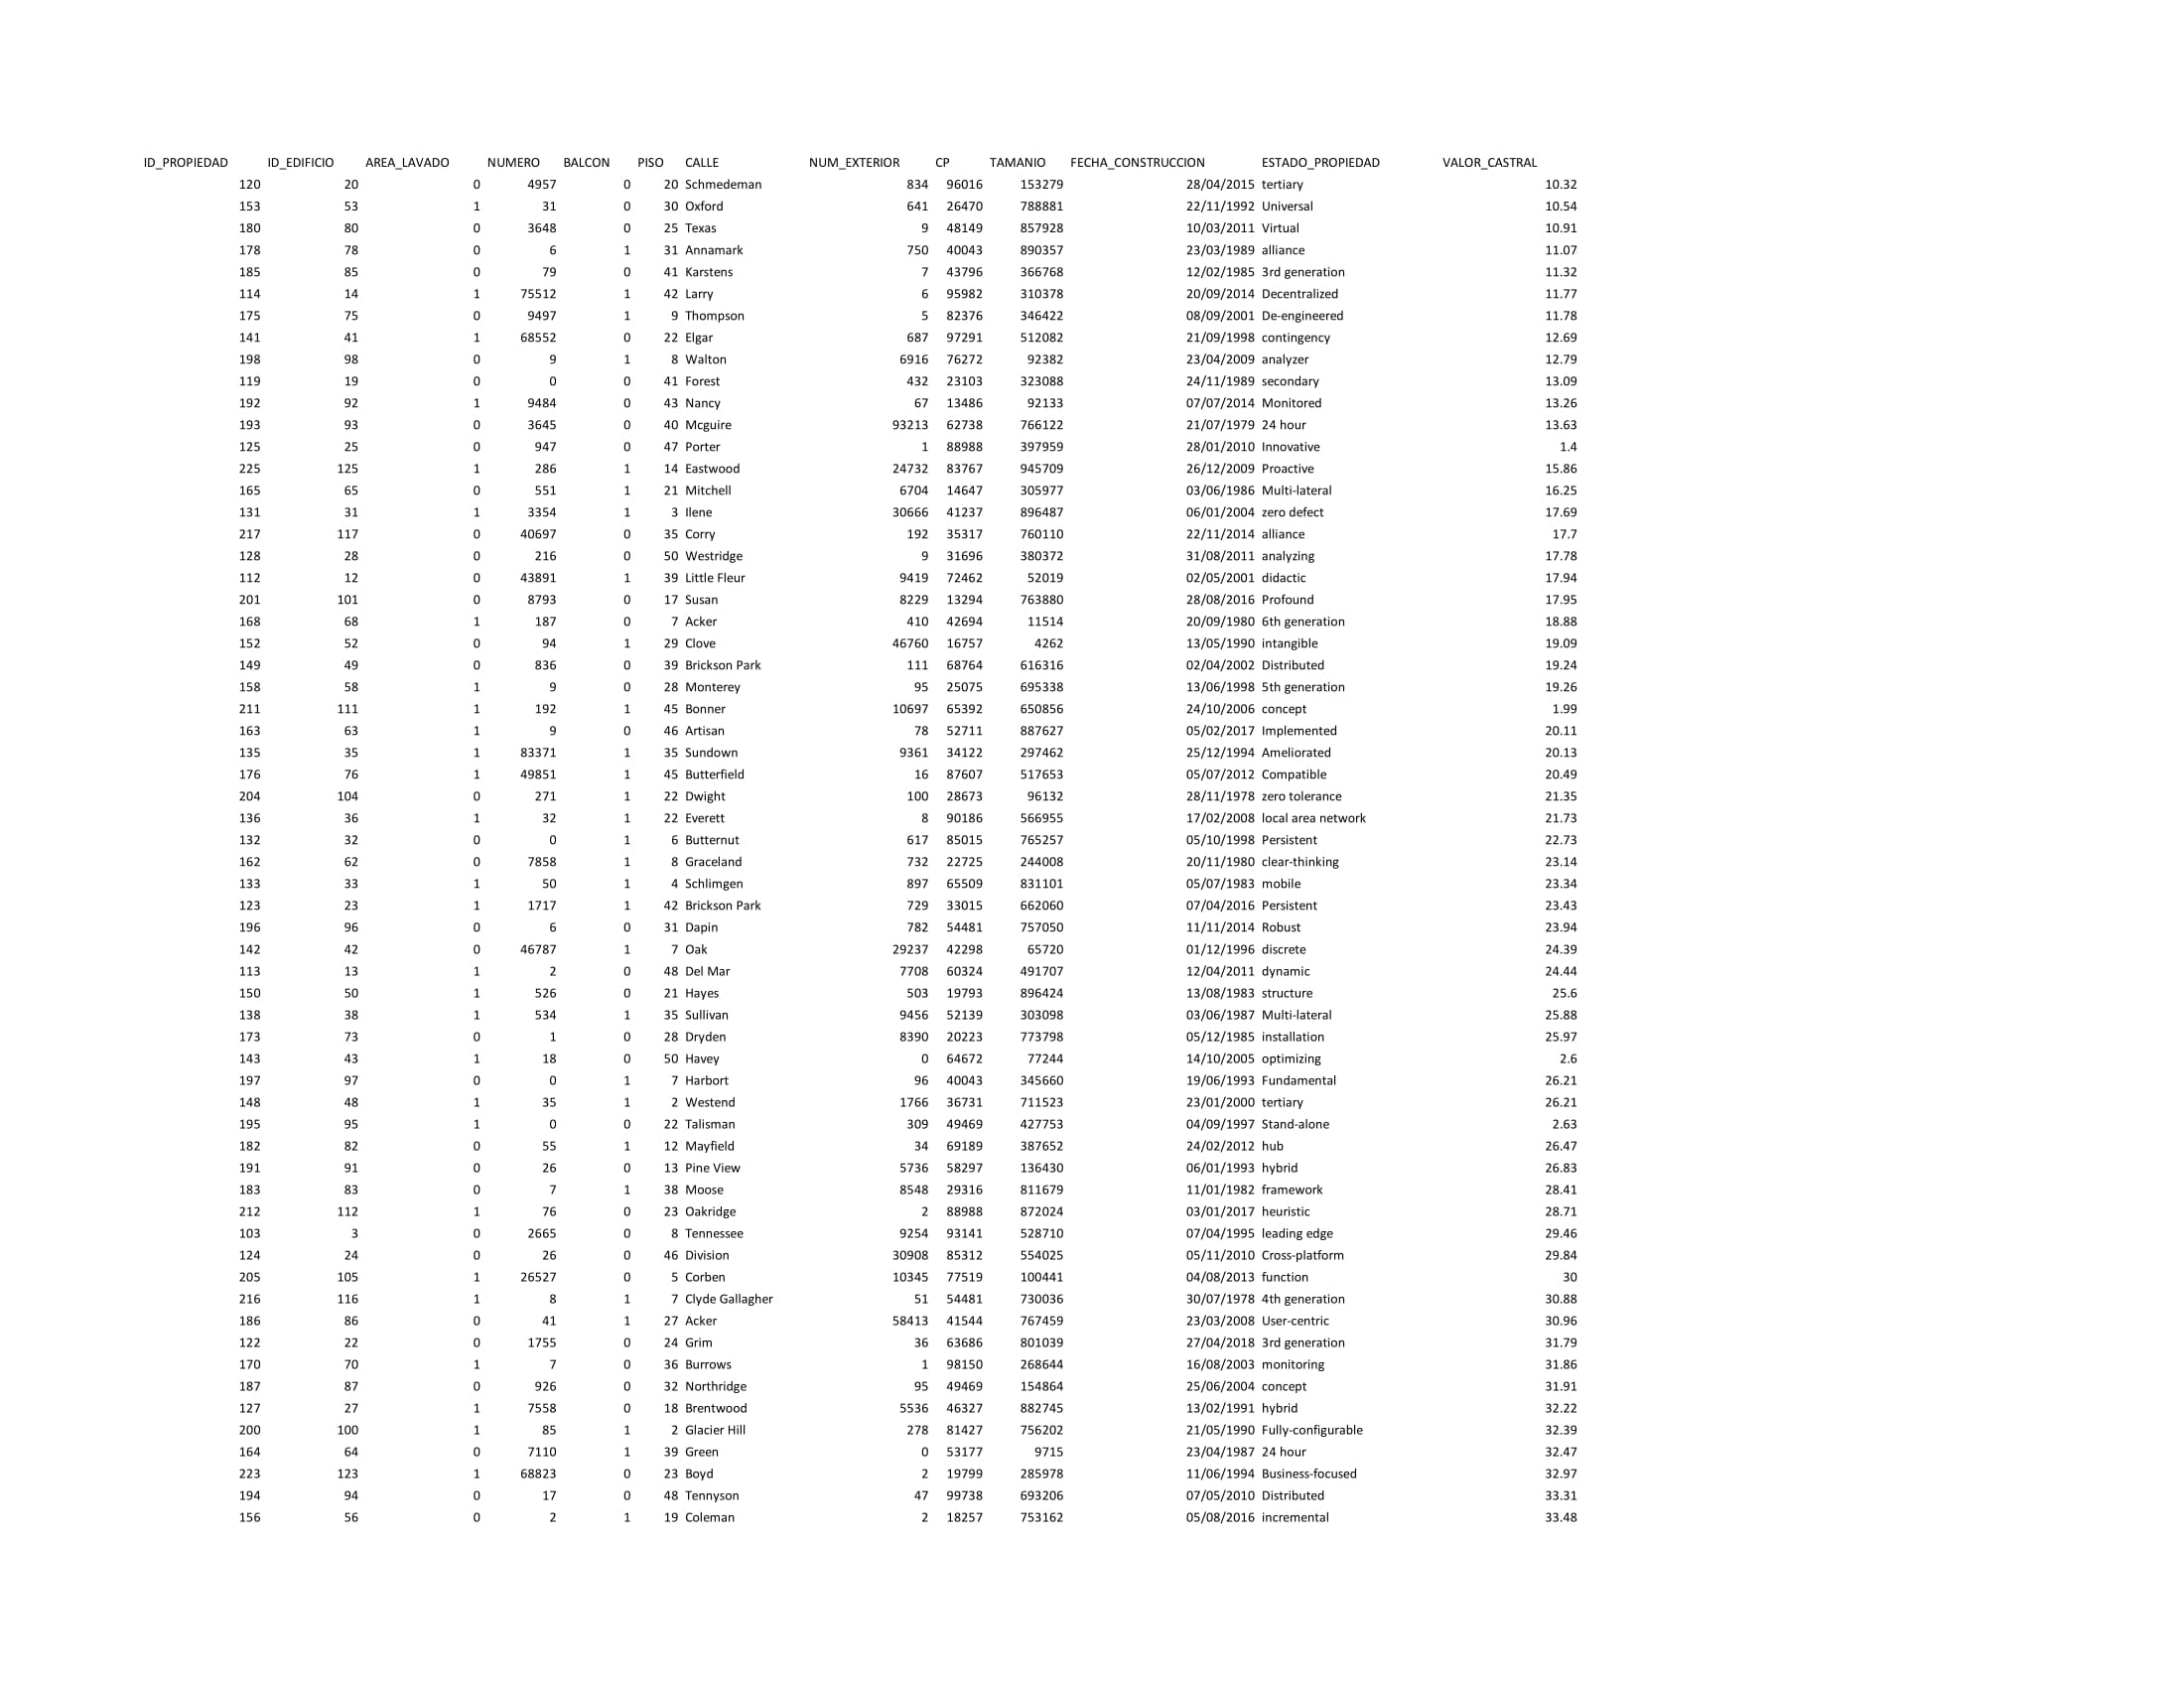 ID_PROPIEDAD ID_EDIFICIO AREA_LAVADO NUMERO BALCON PISO CALLE NUM_EXTERIOR CP TAMANIO FECHA_CONSTRUCCION ESTADO_PROPIEDAD VALOR_CASTRAL
120 20 0 4957 0 20 Schmedeman 834 96016 153279 28/04/2015 tertiary 10.32
153 53 1 31 0 30 Oxford 641 26470 788881 22/11/1992 Universal 10.54
180 80 0 3648 0 25 Texas 9 48149 857928 10/03/2011 Virtual 10.91
178 78 0 6 1 31 Annamark 750 40043 890357 23/03/1989 alliance 11.07
185 85 0 79 0 41 Karstens 7 43796 366768 12/02/1985 3rd generation 11.32
114 14 1 75512 1 42 Larry 6 95982 310378 20/09/2014 Decentralized 11.77
175 75 0 9497 1 9 Thompson 5 82376 346422 08/09/2001 De-engineered 11.78
141 41 1 68552 0 22 Elgar 687 97291 512082 21/09/1998 contingency 12.69
198 98 0 9 1 8 Walton 6916 76272 92382 23/04/2009 analyzer 12.79
119 19 0 0 0 41 Forest 432 23103 323088 24/11/1989 secondary 13.09
192 92 1 9484 0 43 Nancy 67 13486 92133 07/07/2014 Monitored 13.26
193 93 0 3645 0 40 Mcguire 93213 62738 766122 21/07/1979 24 hour 13.63
125 25 0 947 0 47 Porter 1 88988 397959 28/01/2010 Innovative 1.4
225 125 1 286 1 14 Eastwood 24732 83767 945709 26/12/2009 Proactive 15.86
165 65 0 551 1 21 Mitchell 6704 14647 305977 03/06/1986 Multi-lateral 16.25
131 31 1 3354 1 3 Ilene 30666 41237 896487 06/01/2004 zero defect 17.69
217 117 0 40697 0 35 Corry 192 35317 760110 22/11/2014 alliance 17.7
128 28 0 216 0 50 Westridge 9 31696 380372 31/08/2011 analyzing 17.78
112 12 0 43891 1 39 Little Fleur 9419 72462 52019 02/05/2001 didactic 17.94
201 101 0 8793 0 17 Susan 8229 13294 763880 28/08/2016 Profound 17.95
168 68 1 187 0 7 Acker 410 42694 11514 20/09/1980 6th generation 18.88
152 52 0 94 1 29 Clove 46760 16757 4262 13/05/1990 intangible 19.09
149 49 0 836 0 39 Brickson Park 111 68764 616316 02/04/2002 Distributed 19.24
158 58 1 9 0 28 Monterey 95 25075 695338 13/06/1998 5th generation 19.26
211 111 1 192 1 45 Bonner 10697 65392 650856 24/10/2006 concept 1.99
163 63 1 9 0 46 Artisan 78 52711 887627 05/02/2017 Implemented 20.11
135 35 1 83371 1 35 Sundown 9361 34122 297462 25/12/1994 Ameliorated 20.13
176 76 1 49851 1 45 Butterfield 16 87607 517653 05/07/2012 Compatible 20.49
204 104 0 271 1 22 Dwight 100 28673 96132 28/11/1978 zero tolerance 21.35
136 36 1 32 1 22 Everett 8 90186 566955 17/02/2008 local area network 21.73
132 32 0 0 1 6 Butternut 617 85015 765257 05/10/1998 Persistent 22.73
162 62 0 7858 1 8 Graceland 732 22725 244008 20/11/1980 clear-thinking 23.14
133 33 1 50 1 4 Schlimgen 897 65509 831101 05/07/1983 mobile 23.34
123 23 1 1717 1 42 Brickson Park 729 33015 662060 07/04/2016 Persistent 23.43
196 96 0 6 0 31 Dapin 782 54481 757050 11/11/2014 Robust 23.94
142 42 0 46787 1 7 Oak 29237 42298 65720 01/12/1996 discrete 24.39
113 13 1 2 0 48 Del Mar 7708 60324 491707 12/04/2011 dynamic 24.44
150 50 1 526 0 21 Hayes 503 19793 896424 13/08/1983 structure 25.6
138 38 1 534 1 35 Sullivan 9456 52139 303098 03/06/1987 Multi-lateral 25.88
173 73 0 1 0 28 Dryden 8390 20223 773798 05/12/1985 installation 25.97
143 43 1 18 0 50 Havey 0 64672 77244 14/10/2005 optimizing 2.6
197 97 0 0 1 7 Harbort 96 40043 345660 19/06/1993 Fundamental 26.21
148 48 1 35 1 2 Westend 1766 36731 711523 23/01/2000 tertiary 26.21
195 95 1 0 0 22 Talisman 309 49469 427753 04/09/1997 Stand-alone 2.63
182 82 0 55 1 12 Mayfield 34 69189 387652 24/02/2012 hub 26.47
191 91 0 26 0 13 Pine View 5736 58297 136430 06/01/1993 hybrid 26.83
183 83 0 7 1 38 Moose 8548 29316 811679 11/01/1982 framework 28.41
212 112 1 76 0 23 Oakridge 2 88988 872024 03/01/2017 heuristic 28.71
103 3 0 2665 0 8 Tennessee 9254 93141 528710 07/04/1995 leading edge 29.46
124 24 0 26 0 46 Division 30908 85312 554025 05/11/2010 Cross-platform 29.84
205 105 1 26527 0 5 Corben 10345 77519 100441 04/08/2013 function 30
216 116 1 8 1 7 Clyde Gallagher 51 54481 730036 30/07/1978 4th generation 30.88
186 86 0 41 1 27 Acker 58413 41544 767459 23/03/2008 User-centric 30.96
122 22 0 1755 0 24 Grim 36 63686 801039 27/04/2018 3rd generation 31.79
170 70 1 7 0 36 Burrows 1 98150 268644 16/08/2003 monitoring 31.86
187 87 0 926 0 32 Northridge 95 49469 154864 25/06/2004 concept 31.91
127 27 1 7558 0 18 Brentwood 5536 46327 882745 13/02/1991 hybrid 32.22
200 100 1 85 1 2 Glacier Hill 278 81427 756202 21/05/1990 Fully-configurable 32.39
164 64 0 7110 1 39 Green 0 53177 9715 23/04/1987 24 hour 32.47
223 123 1 68823 0 23 Boyd 2 19799 285978 11/06/1994 Business-focused 32.97
194 94 0 17 0 48 Tennyson 47 99738 693206 07/05/2010 Distributed 33.31
156 56 0 2 1 19 Coleman 2 18257 753162 05/08/2016 incremental 33.48